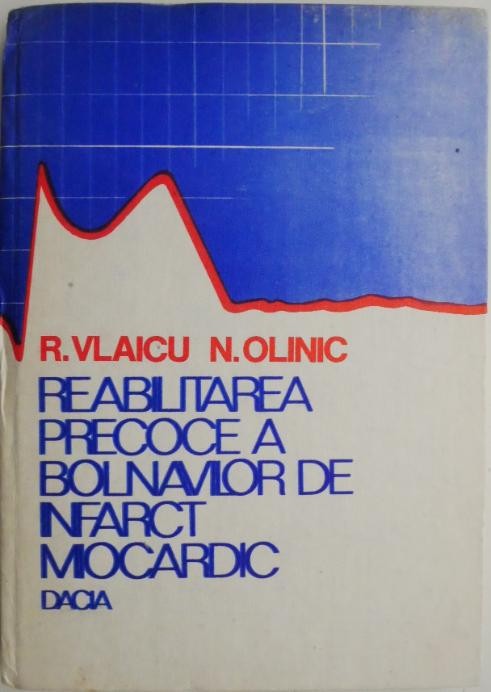 R.VLAICU N.OLINIC
REABILITAREA
PRECOCE A
BOLNAVILOR DE
INFARCT
MIOCARDIC
DACIA